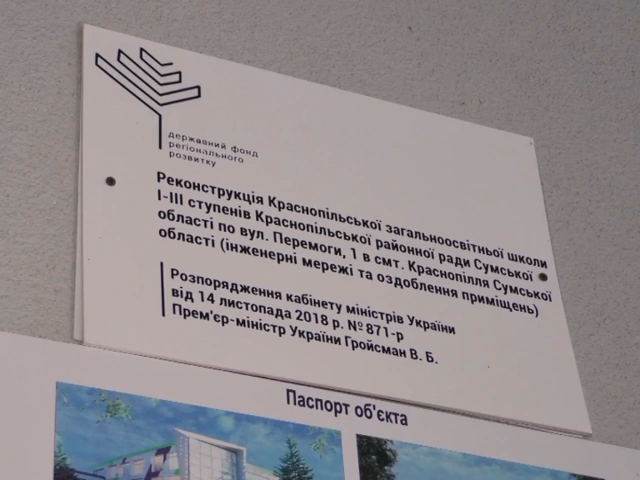 державний фонд
регіонального
розвитку
Реконструкція Краснопільської загальноосвітньої школи
І-ІІІ ступенів Краснопільської районної ради Сумської
області по вул. Перемоги, 1 в смт. Краснопілля Сумської
області (інженерні мережі та оздоблення приміщень)
Розпорядження кабінету міністрів України
від 14 листопада 2018 р. № 871-р
Прем'єр-міністр України Гройсман В. Б.
Паспорт об'єкта